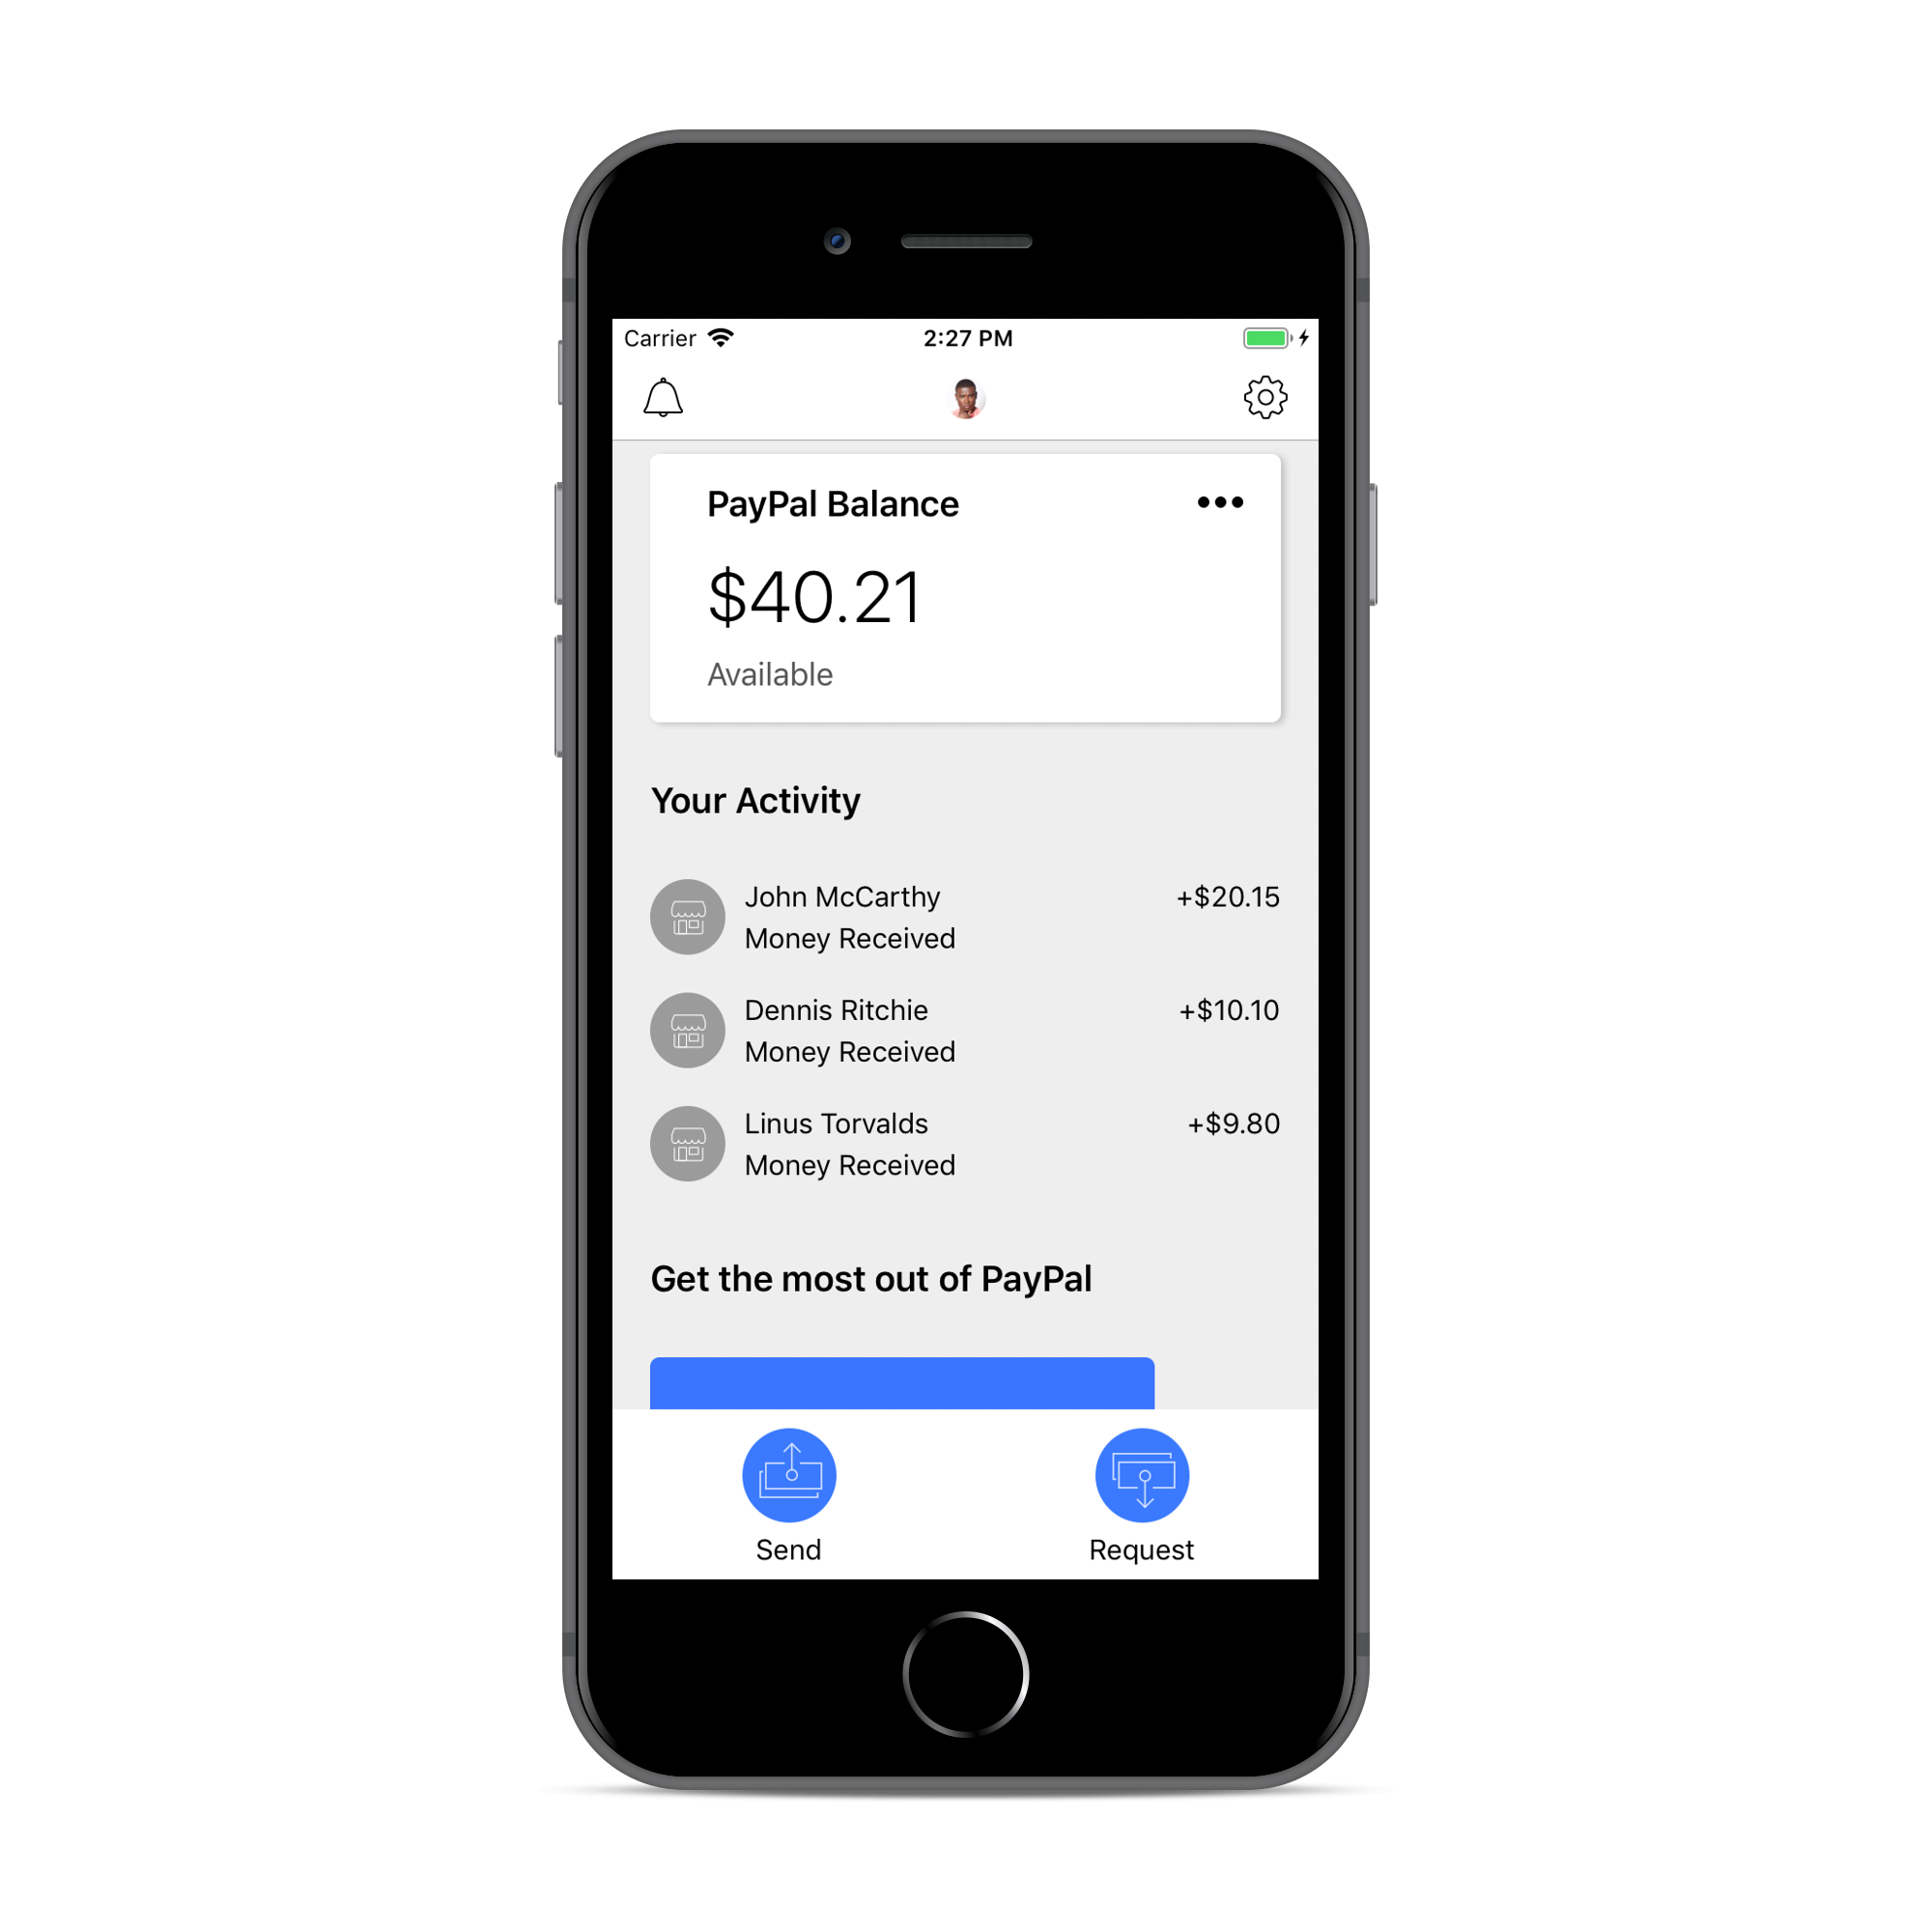 Carrier
2:27 PM
PayPal Balance
$40.21
Available
Your Activity
John McCarthy
+$20.15
Money Received
Dennis Ritchie
+$10.10
Money Received
Linus Torvalds
+$9.80
Money Received
Get the most out of PayPal
Send
Request